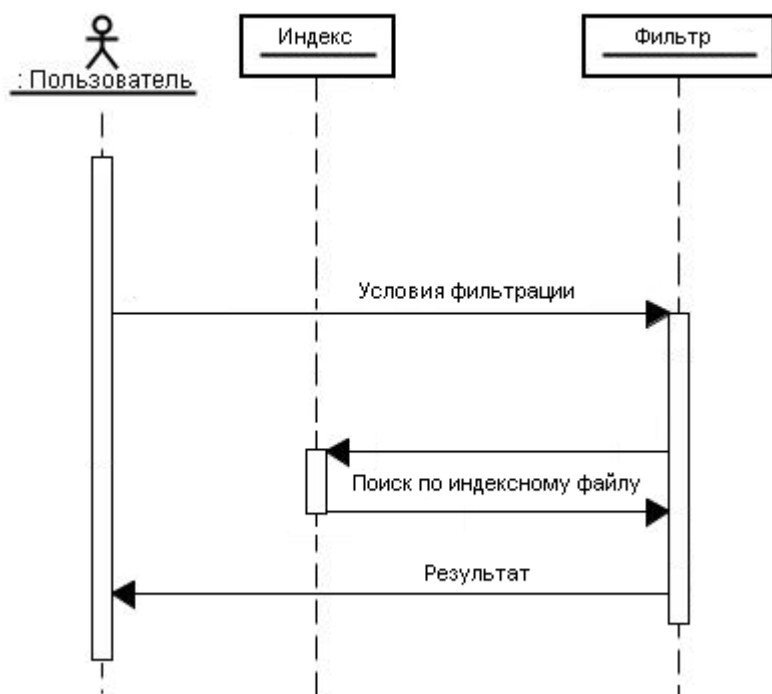 : Пользователь
Индекс
Фильтр
Условия фильтрации
Поиск по индексному файлу
Результат